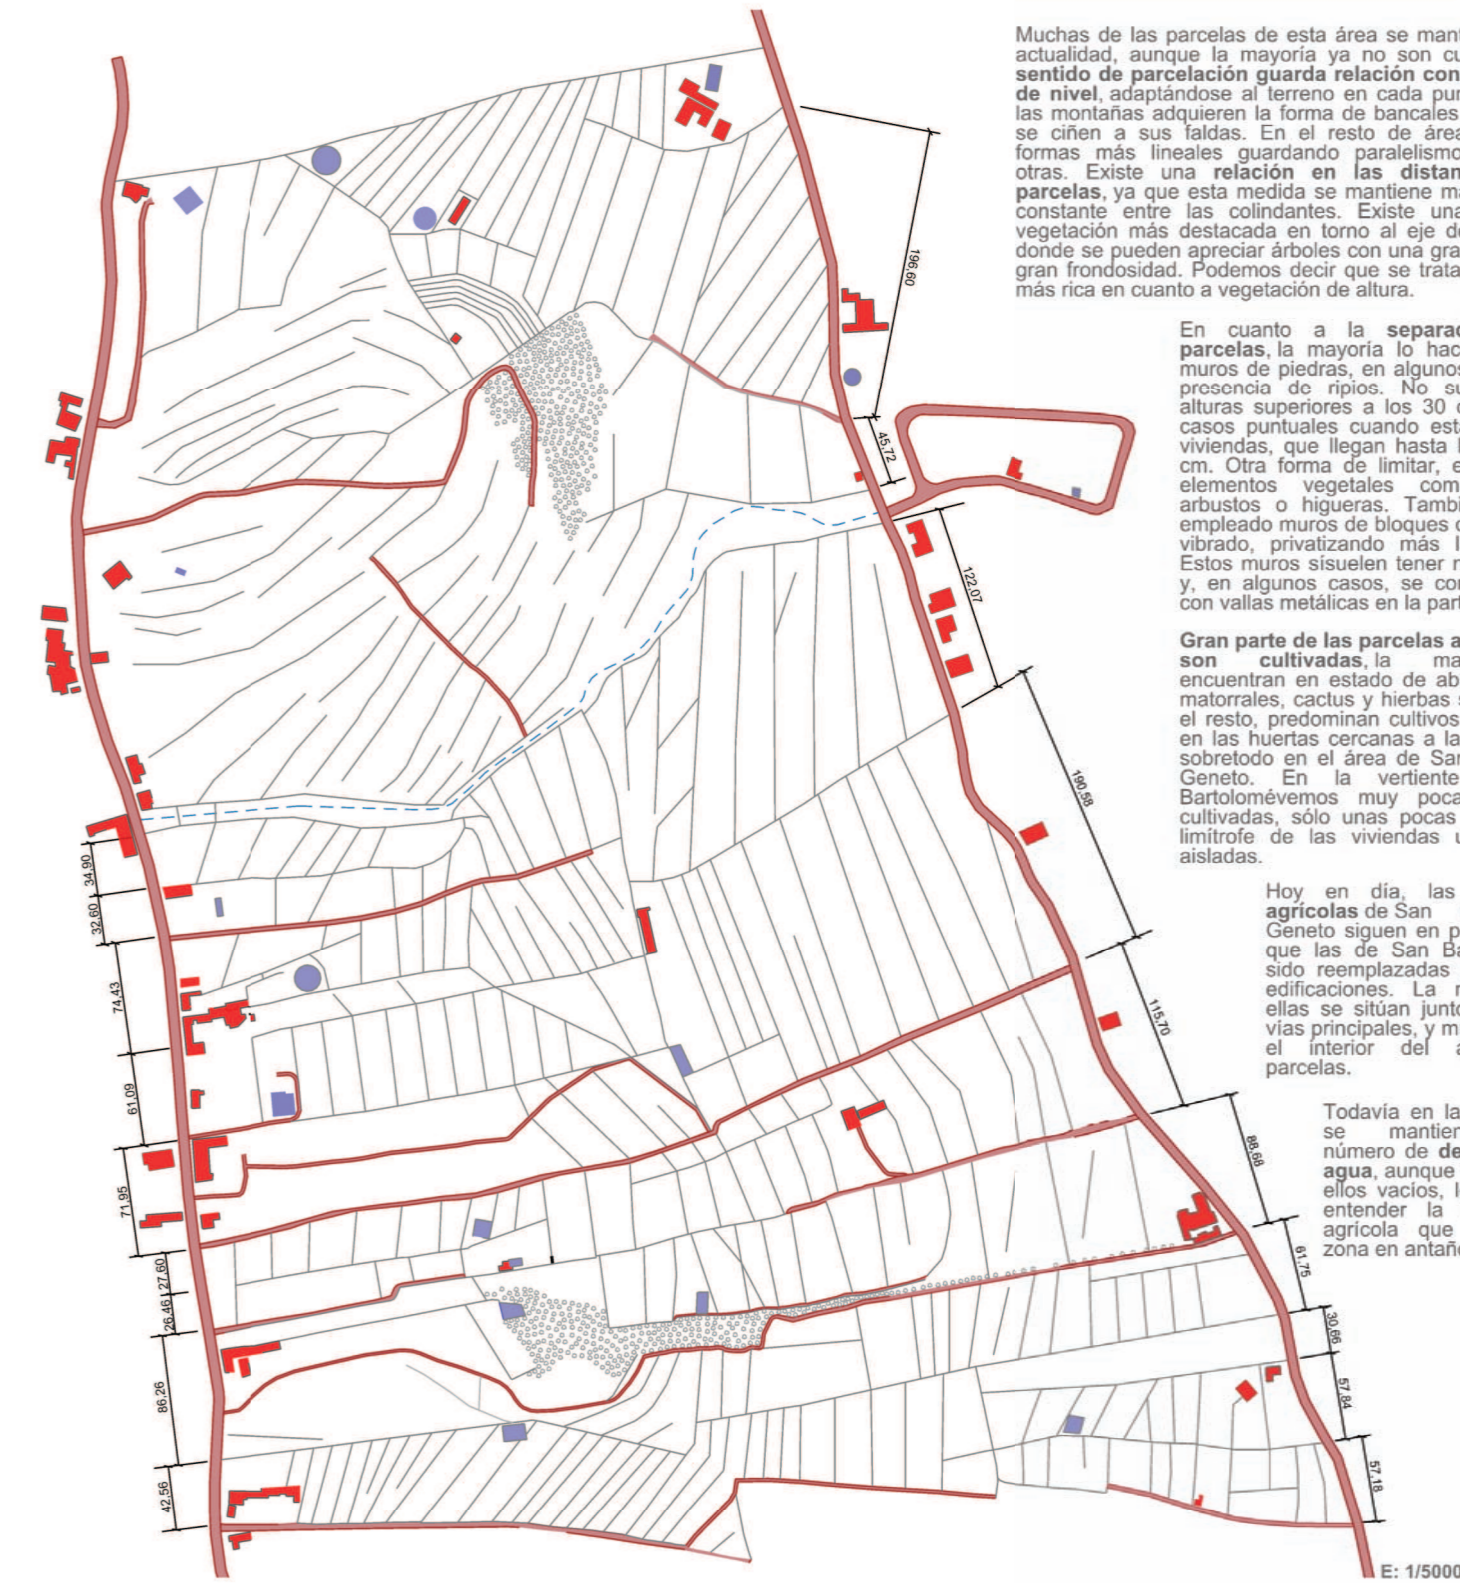 Muchas de las parcelas de esta área se mant
actualidad, aunque la mayoría ya no son cu
sentido de parcelación guarda relación con
de nivel, adaptándose al terreno en cada pu
las montañas adquieren la forma de bancales
se ciñen a sus faldas. En el resto de áre
formas más lineales guardando paralelismo
otras. Existe una relación en las distan
parcelas, ya que esta medida se mantiene m
constante entre las colindantes. Existe una
vegetación más destacada en torno al eje d
donde se pueden apreciar árboles con una gra
gran frondosidad. Podemos decir que se trata
más rica en cuanto a vegetación de altura.
En cuanto a la separa
parcelas, la mayoría lo hac
muros de piedras, en algunos
presencia de ripios. No su
alturas superiores a los 30
casos puntuales cuando est
viviendas, que llegan hasta
cm. Otra forma de limitar, e
elementos vegetales com
arbustos o higueras. Tambi
empleado muros de bloques
vibrado, privatizando más l
Estos muros sisuelen tener
y, en algunos casos, se co
con vallas metálicas en la part
Gran parte de las parcelas a
son cultivadas, la ma
encuentran en estado de ab
matorrales, cactus y hierbas s
el resto, predominan cultivos
en las huertas cercanas a la
sobretodo en el área de Sa
Geneto. En la vertiente
Bartolomévemos muy poca
cultivadas, sólo unas pocas
limítrofe de las viviendas u
aisladas.
Hoy en día, las
agrícolas de San
Geneto siguen en p
que las de San Ba
sido reemplazadas
edificaciones. La
ellas se sitúan junto
vías principales, y m
el interior del a
parcelas.
Todavía en la
se mantien
número de de
agua, aunque
ellos vacíos, l
entender la
agrícola que
zona en antaño
196,60
45,72
122,07
190,58
115,70
88,68
61,75
30,66
57,84
57,18
34,90
32,60
74,43
61,09
71,95
27,60
26,46
86,26
42,56
E: 1/5000